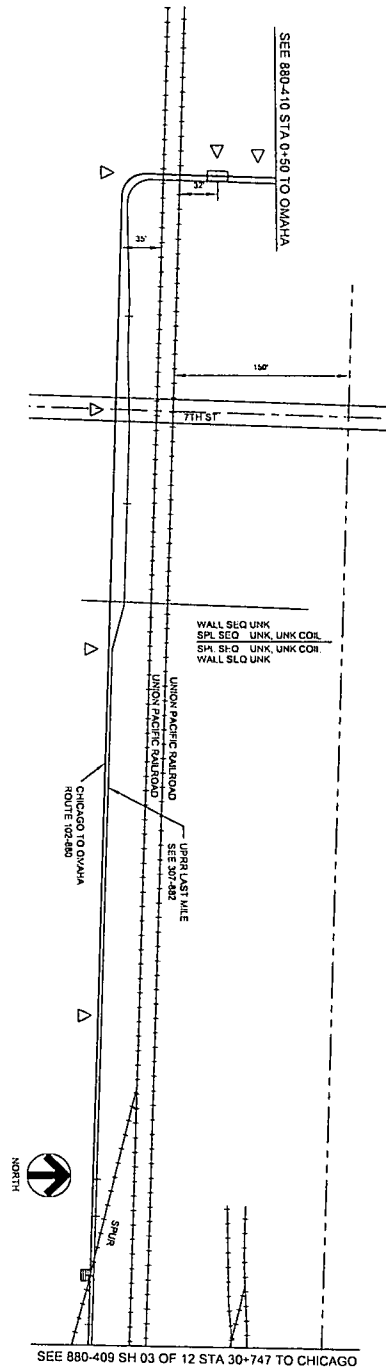 SEE 880-410 STA 0+50 TO OMAHA
32'
35'
150'
7TH ST
WALL SEQ UNK
SPL SEQ UNK, UNK COIL
SPL SEQ UNK, UNK COIL
WALL SEQ UNK
UNION PACIFIC RAILROAD
UNION PACIFIC RAILROAD
UPRR LAST MILE
SEE 307-882
CHICAGO TO OMAHA
ROUTE 102-880
NORTH
SPUR
SEE 880-409 SH 03 OF 12 STA 30+747 TO CHICAGO